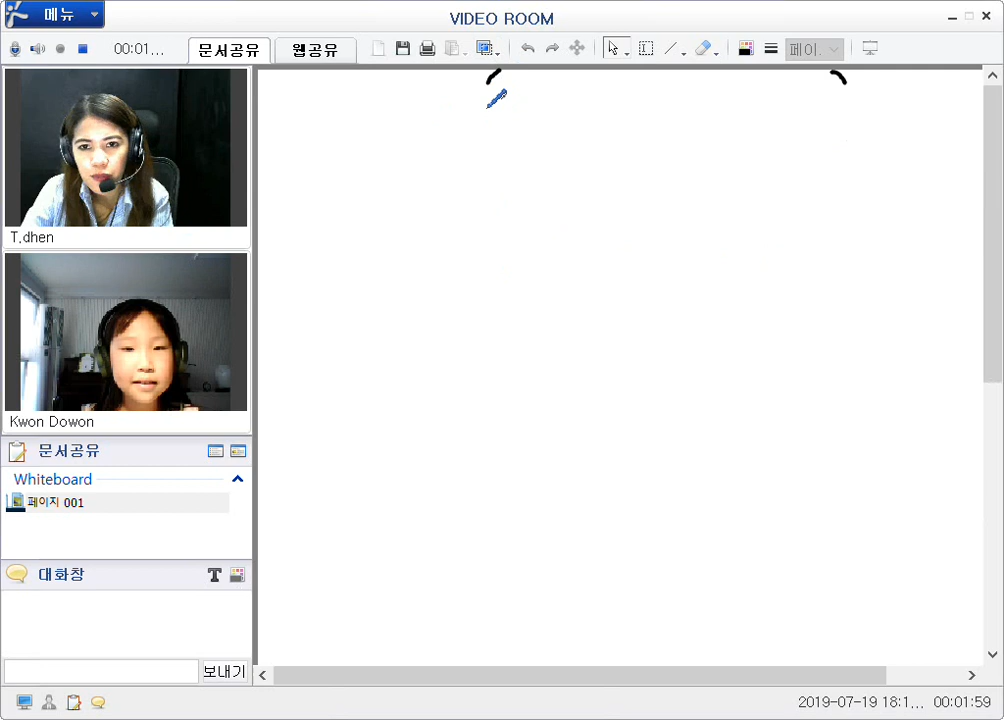 메뉴
VIDEO ROOM
00:01...
문서공유
웹공유
페이.
T.dhen
Kwon Dowon
문서공유
Whiteboard
페이지 001
대화창
T
보내기
2019-07-19 18:1... 00:01:59